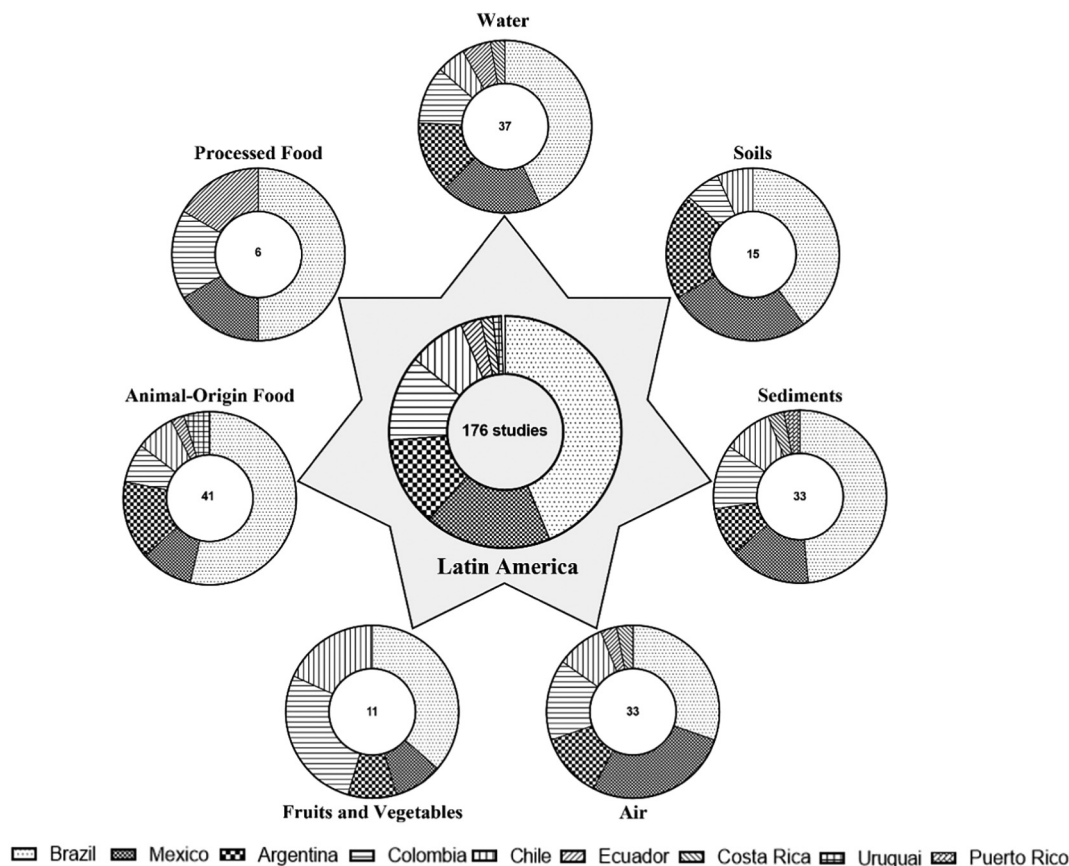 Water
37
Processed Food
6
Soils
15
176 studies
Latin America
Animal-Origin Food
41
Sediments
33
Fruits and Vegetables
11
Air
33
Brazil Mexico Argentina Colombia Chile Ecuador Costa Rica Uruguai Puerto Rico